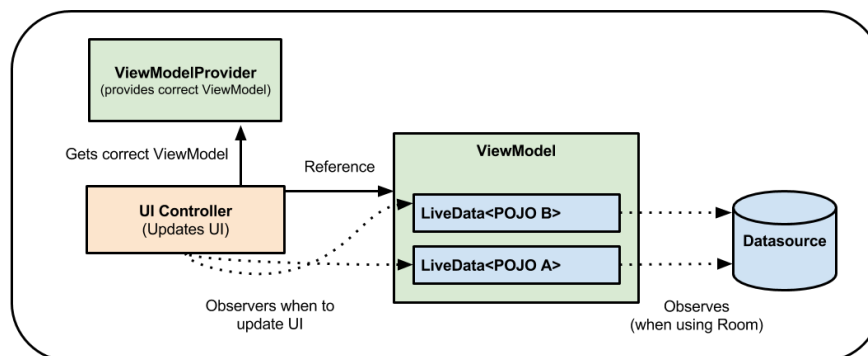 ViewModelProvider
(provides correct ViewModel)
Gets correct ViewModel
Reference
ViewModel
UI Controller
(Updates UI)
LiveData<POJO B>
LiveData<POJO A>
Datasource
Observers when to
update UI
Observes
(when using Room)